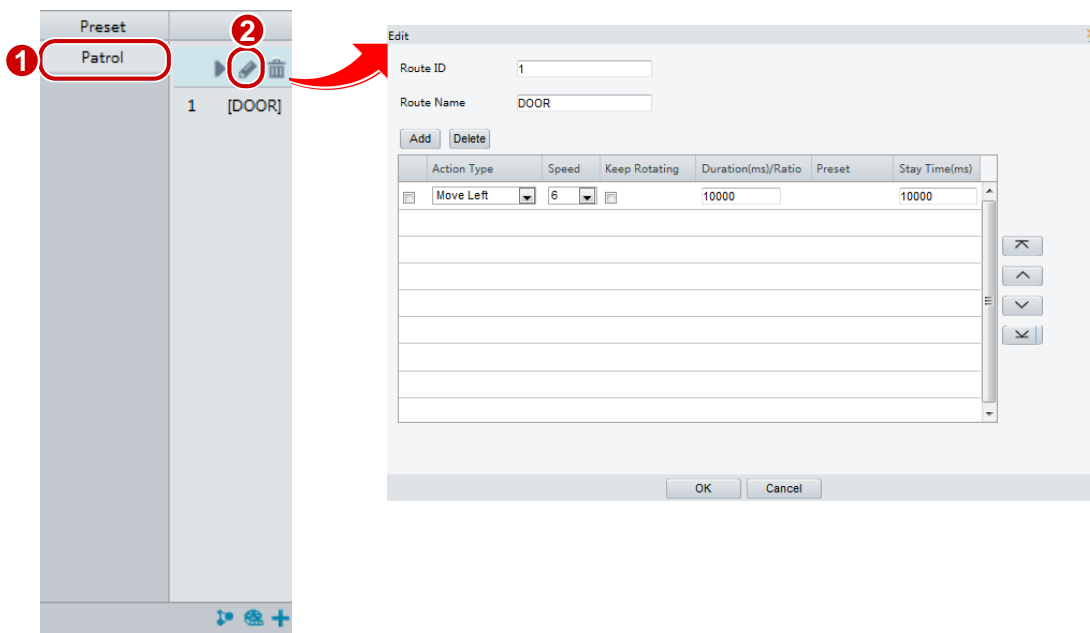 Preset
1
Patrol
2
1 [DOOR]
Edit
Route ID 1
Route Name DOOR
Add Delete
Action Type Speed Keep Rotating Duration(ms)/Ratio Preset Stay Time(ms)
Move Left 6 10000 10000
OK Cancel